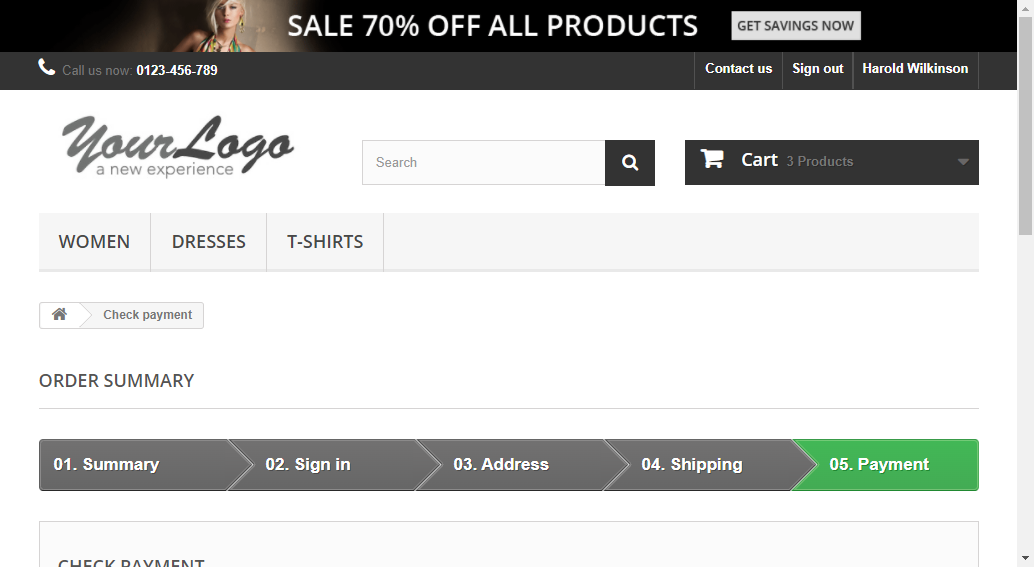 SALE 70% OFF ALL PRODUCTS GET SAVINGS NOW
Call us now: 0123-456-789 Contact us Sign out Harold Wilkinson
YourLogo
a new experience
Search
Cart 3 Products
WOMEN DRESSES T-SHIRTS
Check payment
ORDER SUMMARY
01. Summary 02. Sign in 03. Address 04. Shipping 05. Payment
CHECK PAYMENT